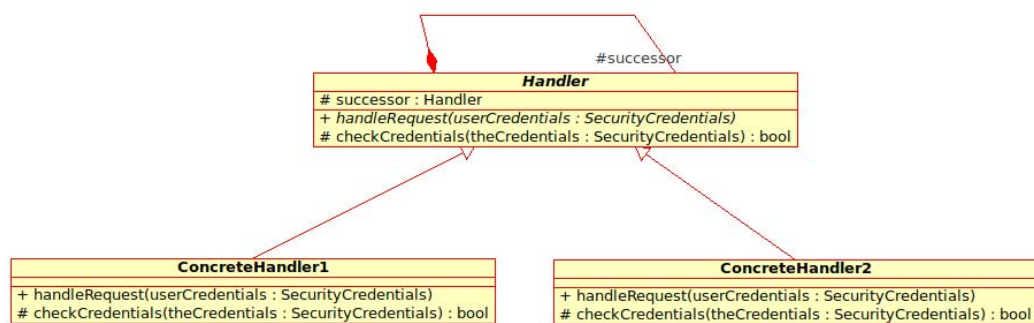 #successor
Handler
# successor : Handler
+ handleRequest(userCredentials : SecurityCredentials)
# checkCredentials(theCredentials : SecurityCredentials) : bool
ConcreteHandler1
+ handleRequest(userCredentials : SecurityCredentials)
# checkCredentials(theCredentials : SecurityCredentials) : bool
ConcreteHandler2
+ handleRequest(userCredentials : SecurityCredentials)
# checkCredentials(theCredentials : SecurityCredentials) : bool